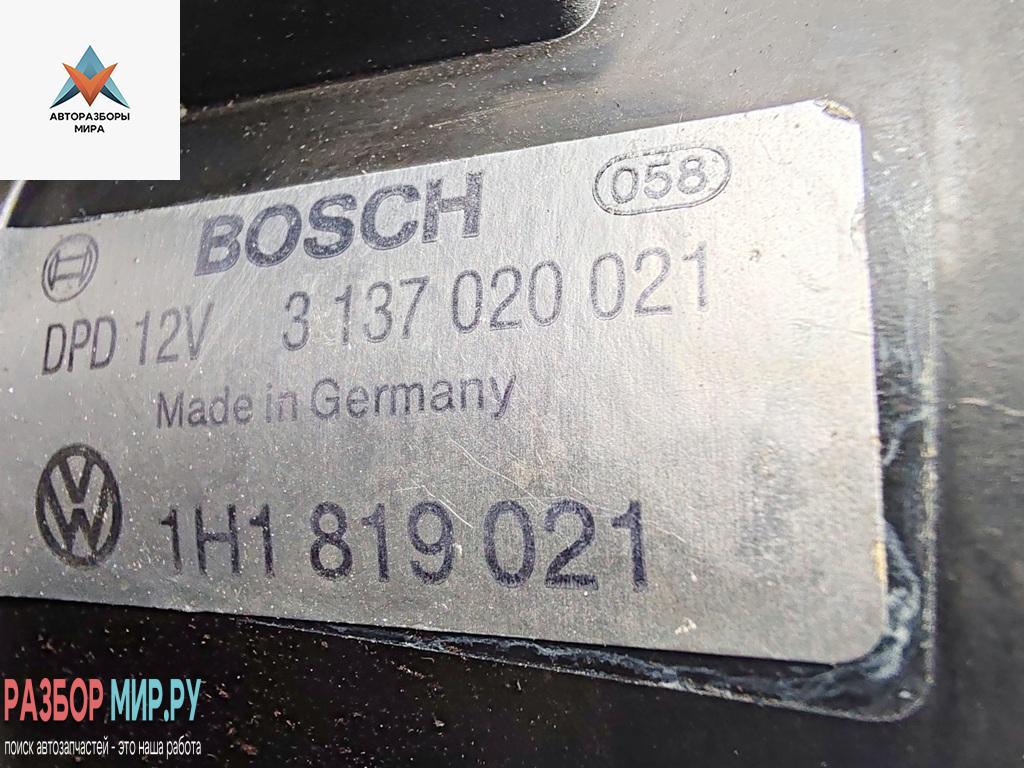 АВТОРАЗБОРЫ
МИРА
BOSCH 058
DPD 12V 3 137 020 021
Made in Germany
1H1 819 021
РАЗБОР МИР.РУ
поиск автозапчастей - это наша работа